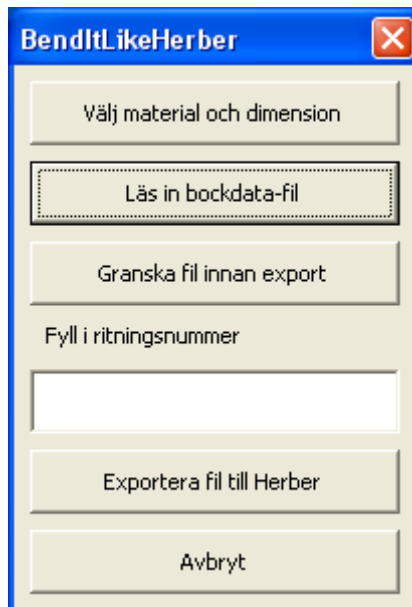 BendItLikeHerber
Välj material och dimension
Läs in bockdata-fil
Granska fil innan export
Fyll i ritningsnummer
Exportera fil till Herber
Avbryt